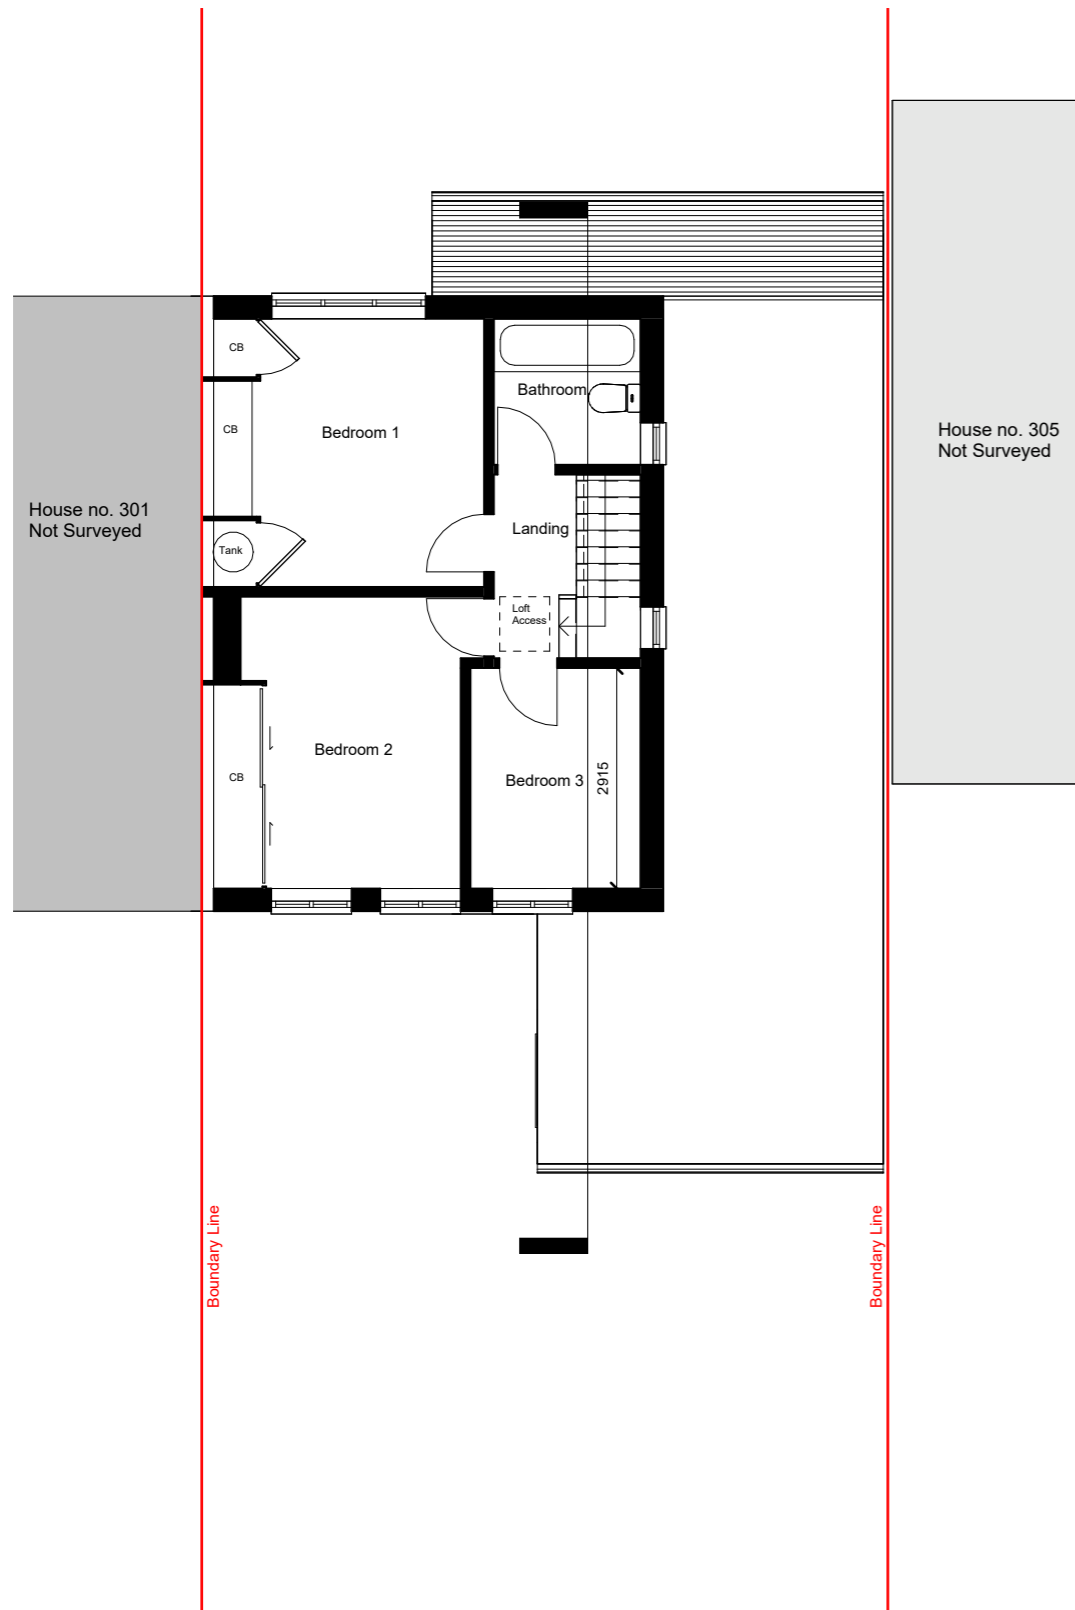 CB
CB
Bedroom 1
Bathroom
House no. 305
Not Surveyed
House no. 301
Not Surveyed
Landing
Tank
Loft
Access
Bedroom 2
CB
Bedroom 3
2915
Boundary Line
Boundary Line